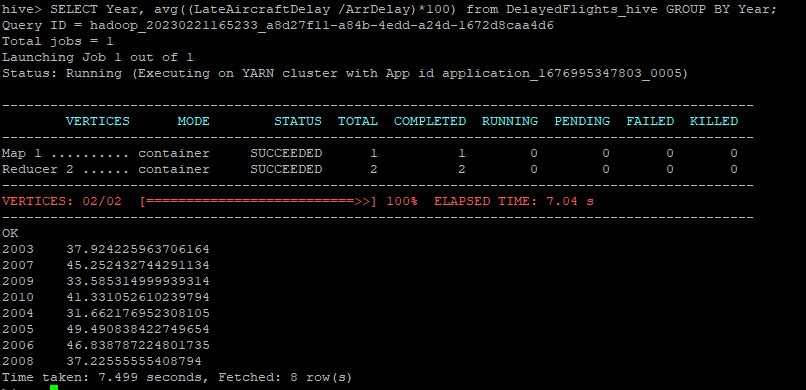 hive> SELECT Year, avg((LateAircraftDelay /ArrDelay)*100) from DelayedFlights_hive GROUP BY Year;
Query ID = hadoop_20230221165233_a8d27f11-a84b-4edd-a24d-1672d8caa4d6
Total jobs = 1
Launching Job 1 out of 1
Status: Running (Executing on YARN cluster with App id application_1676995347803_0005)
----------------------------------------------------------------------------------------------
VERTICES MODE STATUS TOTAL COMPLETED RUNNING PENDING FAILED KILLED
----------------------------------------------------------------------------------------------
Map 1 .......... container SUCCEEDED 1 1 0 0 0 0
Reducer 2 ...... container SUCCEEDED 2 2 0 0 0 0
----------------------------------------------------------------------------------------------
VERTICES: 02/02 [==========================>>] 100% ELAPSED TIME: 7.04 s
----------------------------------------------------------------------------------------------
OK
2003 37.924225963706164
2007 45.252432744291134
2009 33.585314999939314
2010 41.331052610239794
2004 31.662176952308105
2005 49.490838422749654
2006 46.838787224801735
2008 37.22555555408794
Time taken: 7.499 seconds, Fetched: 8 row(s)